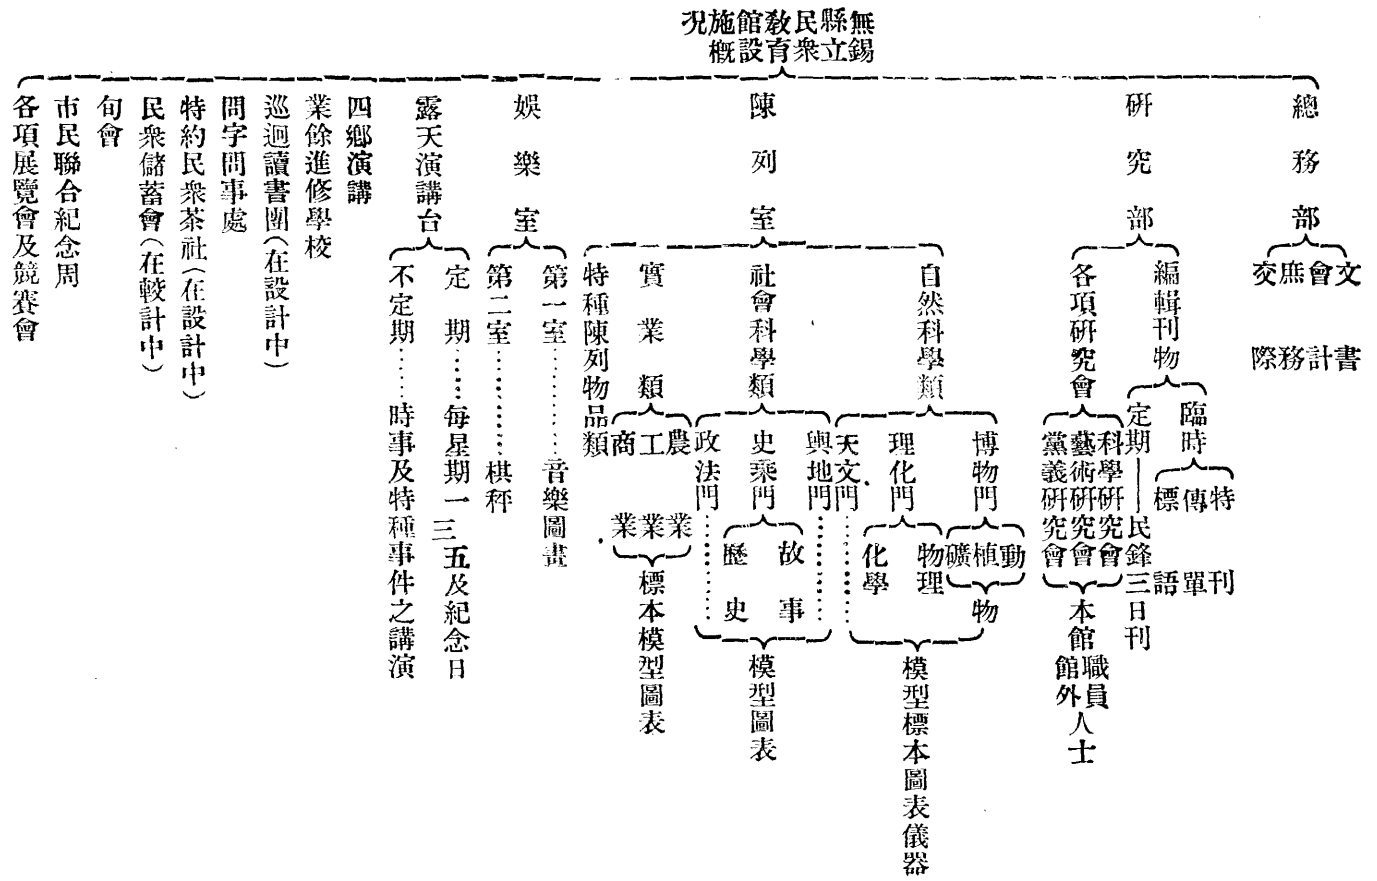 無錫縣立民衆敎育館設施概況
總務部
文書
會計
庶務
交際
硏究部
編輯刊物
臨時
特刊
傳單
標語
定期——民鋒三日刊
各項硏究會
科學硏究會
藝術硏究會
黨義硏究會
本館職員
館外人士
陳列室
自然科學類
博物門
動
植
礦
物
理化門
物理
化學
天文門
模型標本圖表儀器
社會科學類
輿地門
史乘門
故事
歷史
政法門
模型圖表
實業類
農業
工業
商業
標本模型圖表
特種陳列物品類
娛樂室
第一室………音樂圖畫
第二室………棋秤
露天演講台
定期……每星期一三五及紀念日
不定期……時事及特種事件之講演
四鄉演講
業餘進修學校
巡迴讀書團(在設計中)
問字問事處
特約民衆茶社(在設計中)
民衆儲蓄會(在較計中)
旬會
市民聯合紀念周
各項展覽會及競賽會